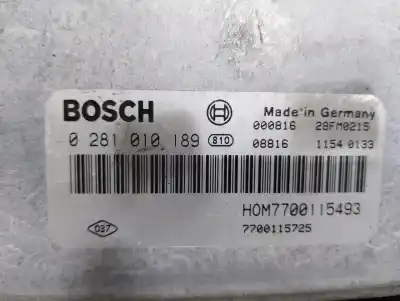 BOSCH
Made in Germany
000816 28FM0215
0 281 010 189 810
08816 1154 0133
HOM7700115493
037
7700115725